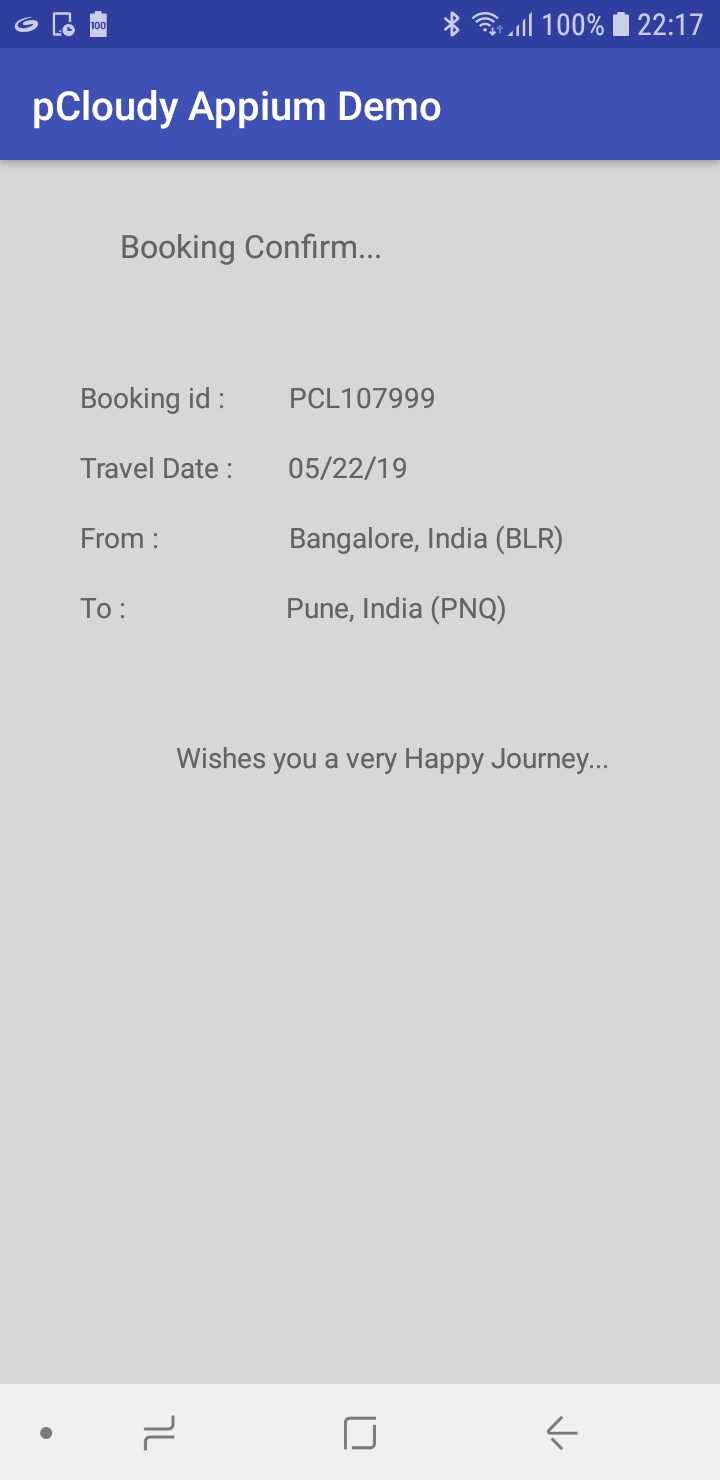 100 100% 22:17
pCloudy Appium Demo
Booking Confirm...
Booking id : PCL107999
Travel Date : 05/22/19
From : Bangalore, India (BLR)
To : Pune, India (PNQ)
Wishes you a very Happy Journey...